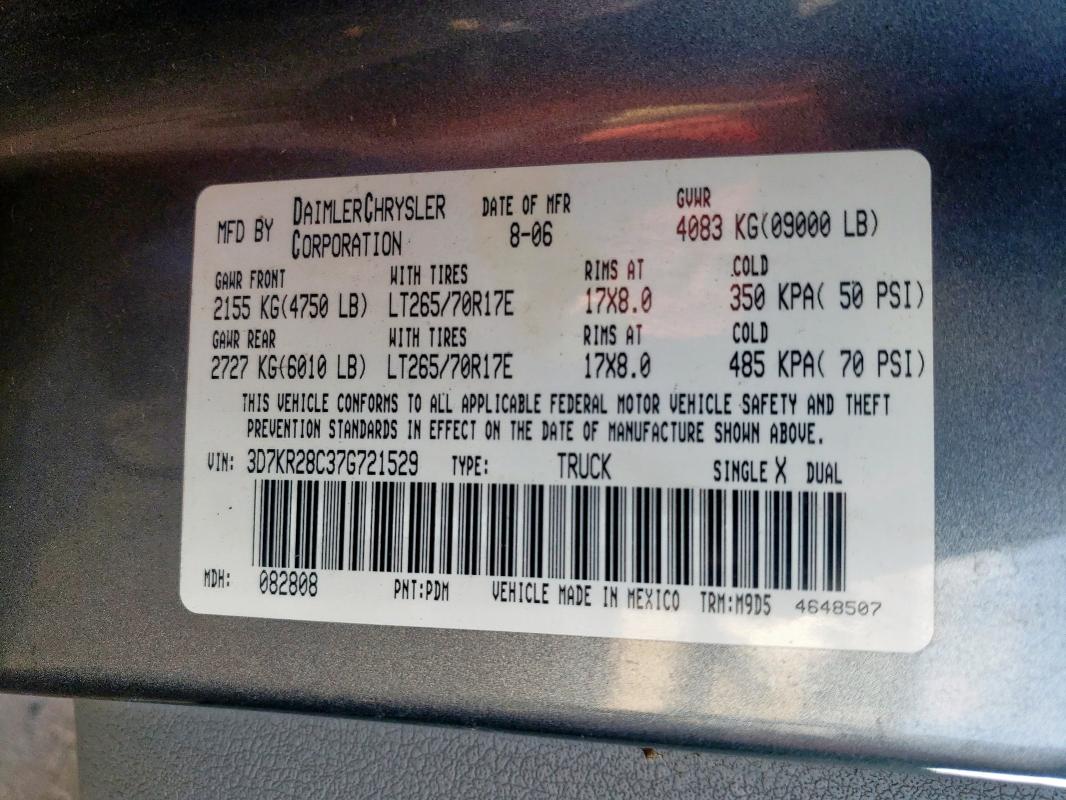 MFD BY DAIMLERCHRYSLER CORPORATION DATE OF MFR 8-06 GVWR 4083 KG(09000 LB)
GAWR FRONT WITH TIRES RIMS AT COLD
2155 KG(4750 LB) LT265/70R17E 17X8.0 350 KPA( 50 PSI)
GAWR REAR WITH TIRES RIMS AT COLD
2727 KG(6010 LB) LT265/70R17E 17X8.0 485 KPA( 70 PSI)
THIS VEHICLE CONFORMS TO ALL APPLICABLE FEDERAL MOTOR VEHICLE SAFETY AND THEFT
PREVENTION STANDARDS IN EFFECT ON THE DATE OF MANUFACTURE SHOWN ABOVE.
VIN: 3D7KR28C37G721529 TYPE: TRUCK SINGLE X DUAL
MDH: 082808 PNT:PDM VEHICLE MADE IN MEXICO TRM:M9D5 4648507